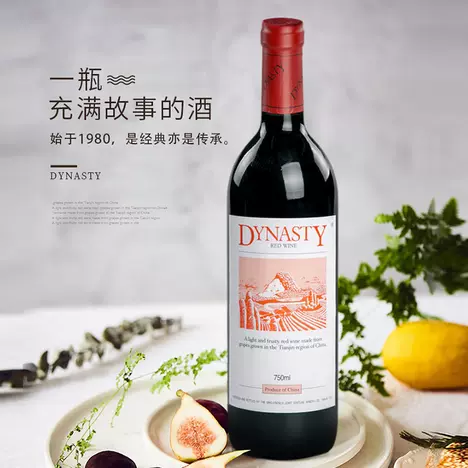 一瓶
充满故事的酒
始于1980，是经典亦是传承。
DYNASTY
DYNASTY
DYNASTY
RED WINE
A light and fruity red wine made from
grapes grown in the Tianjin region of China.
750ml
Product of China